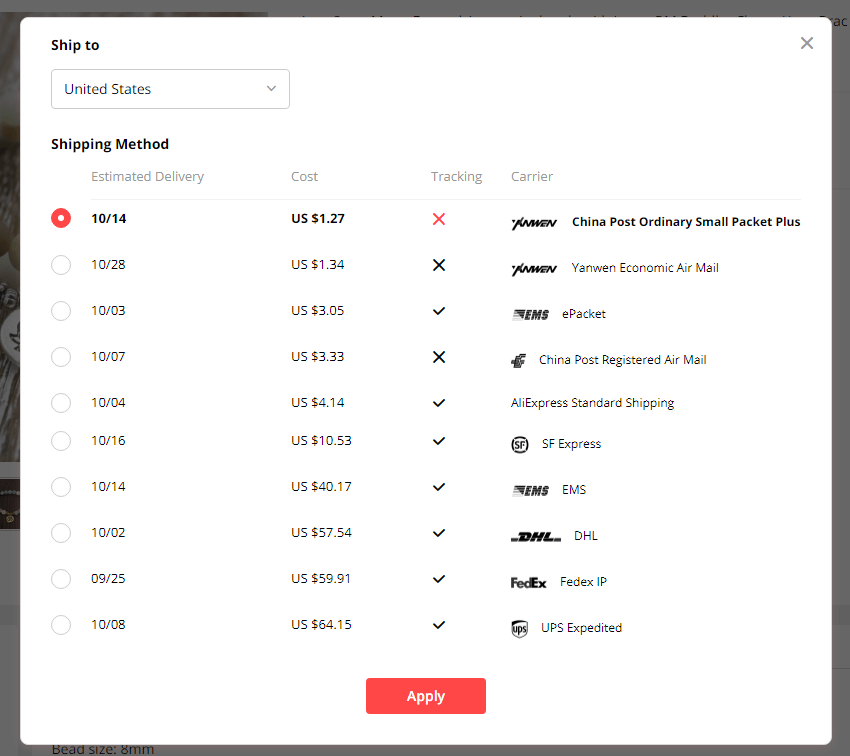 Ship to
United States
Shipping Method
Estimated Delivery Cost Tracking Carrier
10/14 US $1.27 YANWEN China Post Ordinary Small Packet Plus
10/28 US $1.34 YANWEN Yanwen Economic Air Mail
10/03 US $3.05 EMS ePacket
10/07 US $3.33 China Post Registered Air Mail
10/04 US $4.14 AliExpress Standard Shipping
10/16 US $10.53 SF SF Express
10/14 US $40.17 EMS EMS
10/02 US $57.54 DHL DHL
09/25 US $59.91 FedEx Fedex IP
10/08 US $64.15 ups UPS Expedited
Apply
Bead size: 8mm